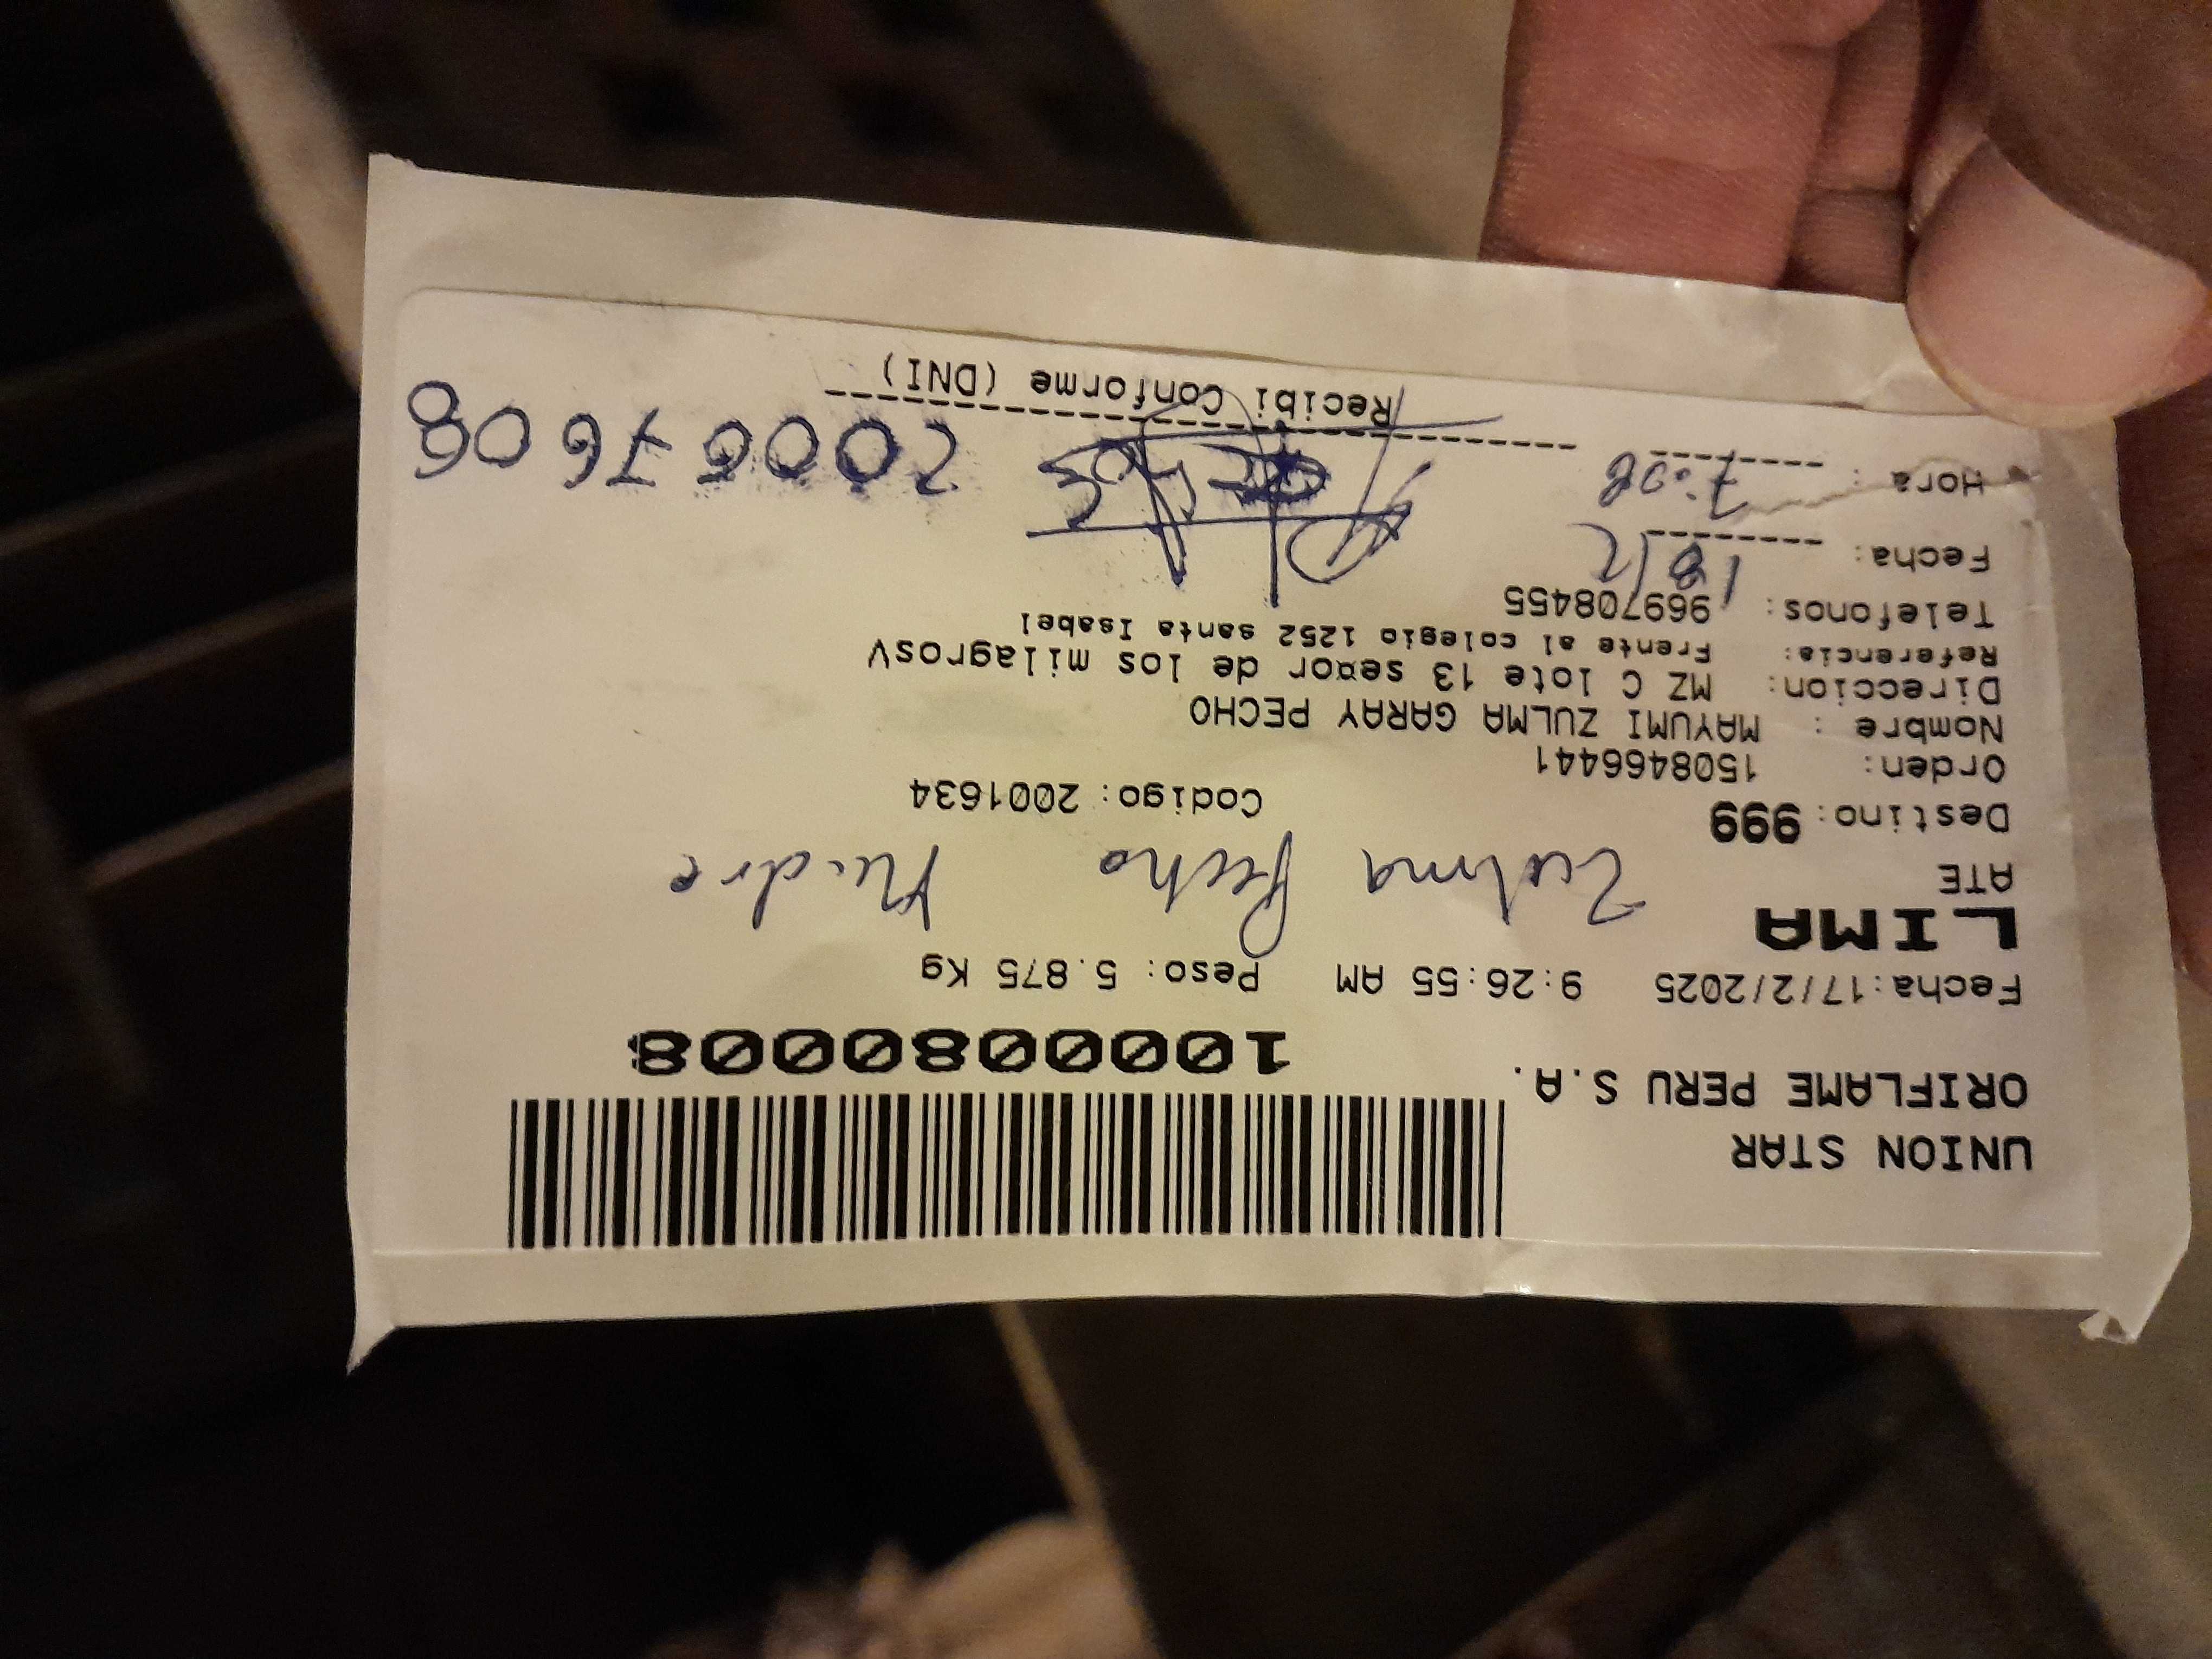 UNION STAR
ORIFLAME PERU S.A.
10000080008
Fecha:17/2/2025 9:26:55 AM Peso: 5.875 Kg
LIMA
ATE
Zulma Pecho Madre
Destino: 999 Codigo: 2001634
Orden: 1508466441
Nombre : MAYUMI ZULMA GARAY PECHO
Direccion: MZ C lote 13 se¤or de los milagrosV
Referencia: Frente al colegio 1252 santa Isabel
Telefonos: 969708455
Fecha: 18/2
Hora : 7:08 20067608
Recibi Conforme (DNI)